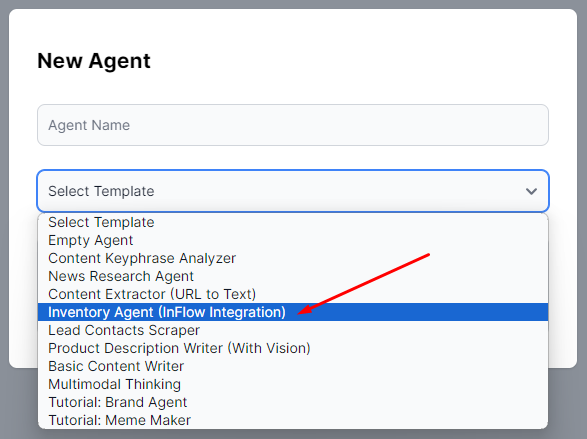 New Agent
Agent Name
Select Template
Select Template
Empty Agent
Content Keyphrase Analyzer
News Research Agent
Content Extractor (URL to Text)
Inventory Agent (InFlow Integration)
Lead Contacts Scraper
Product Description Writer (With Vision)
Basic Content Writer
Multimodal Thinking
Tutorial: Brand Agent
Tutorial: Meme Maker